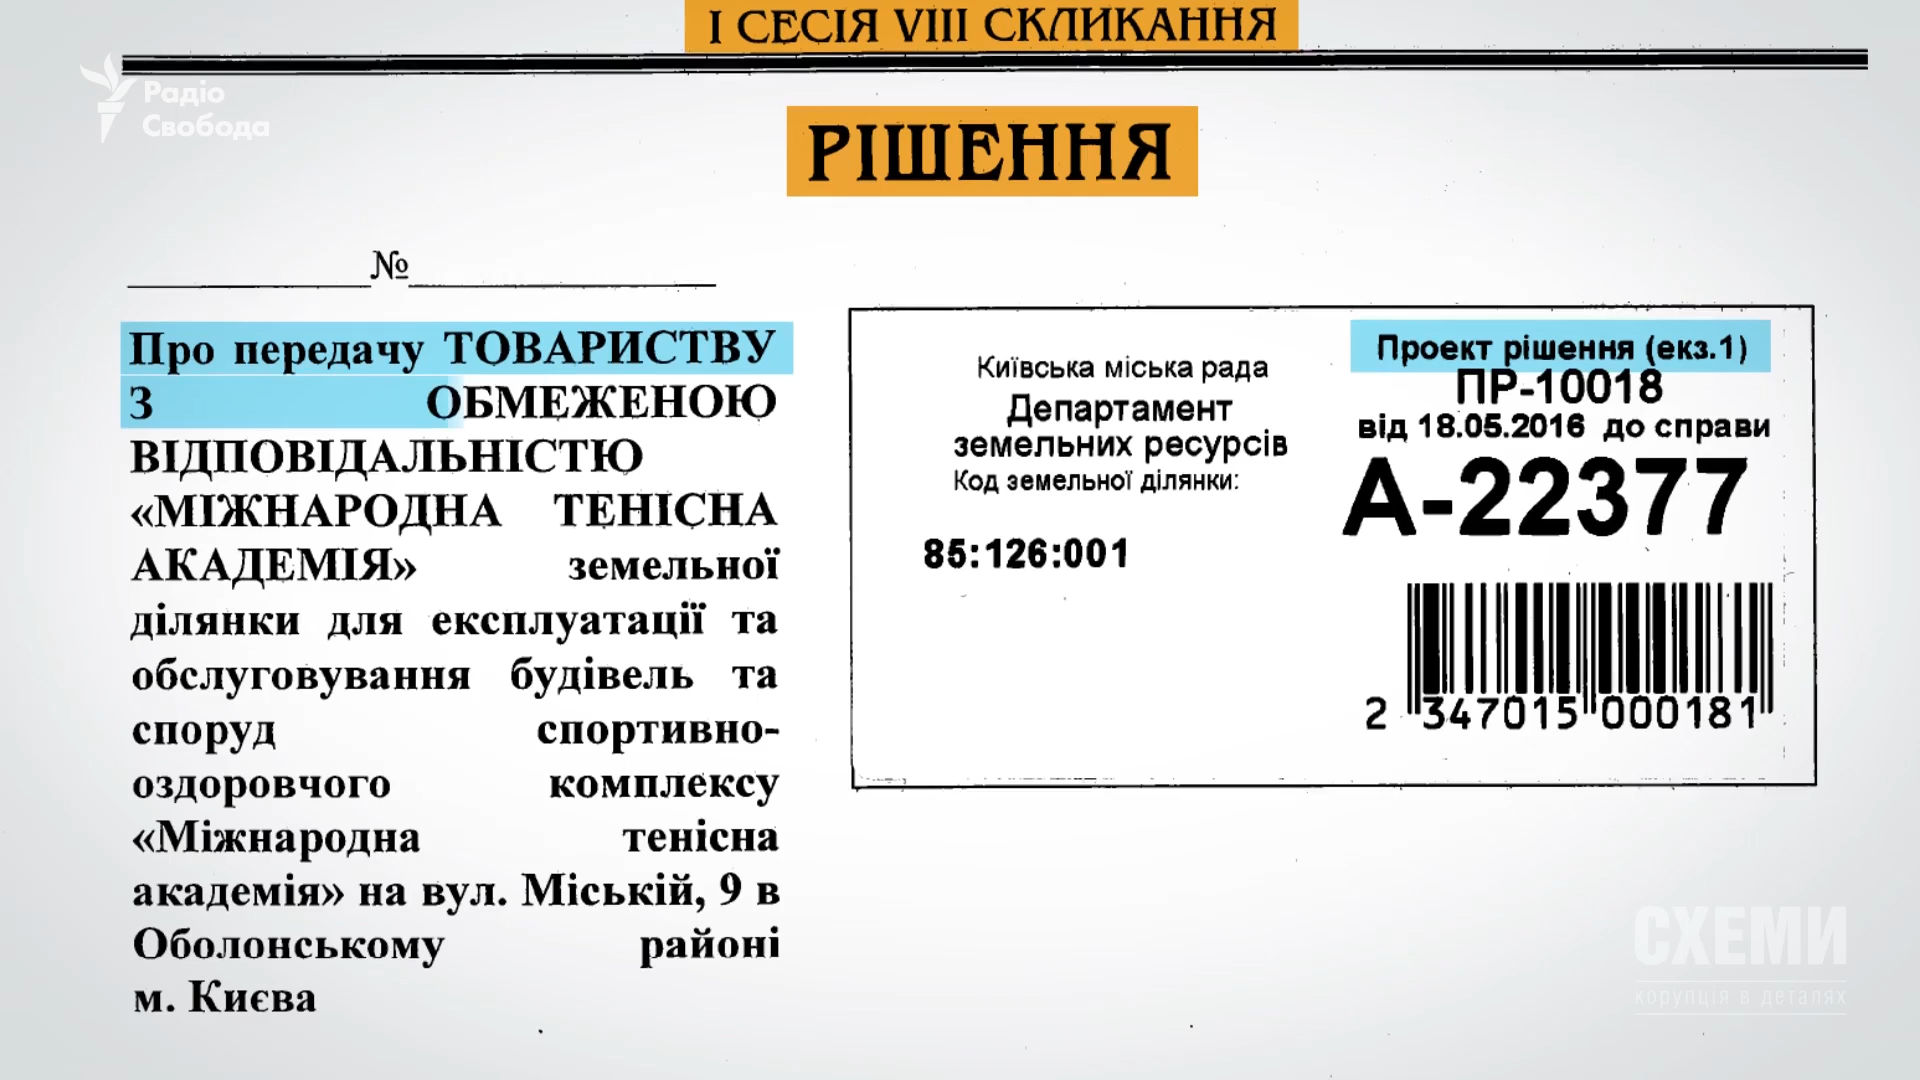 І СЕСІЯ VIII СКЛИКАННЯ
Радіо
Свобода
РІШЕННЯ
____________№_______________
Про передачу ТОВАРИСТВУ
З ОБМЕЖЕНОЮ
ВІДПОВІДАЛЬНІСТЮ
«МІЖНАРОДНА ТЕНІСНА
АКАДЕМІЯ» земельної
ділянки для експлуатації та
обслуговування будівель та
споруд спортивно-
оздоровчого комплексу
«Міжнародна тенісна
академія» на вул. Міській, 9 в
Оболонському районі
м. Києва
Київська міська рада
Департамент
земельних ресурсів
Код земельної ділянки:
85:126:001
Проект рішення (екз.1)
ПР-10018
від 18.05.2016 до справи
А-22377
2 347015 000181
СХЕМИ
корупція в деталях